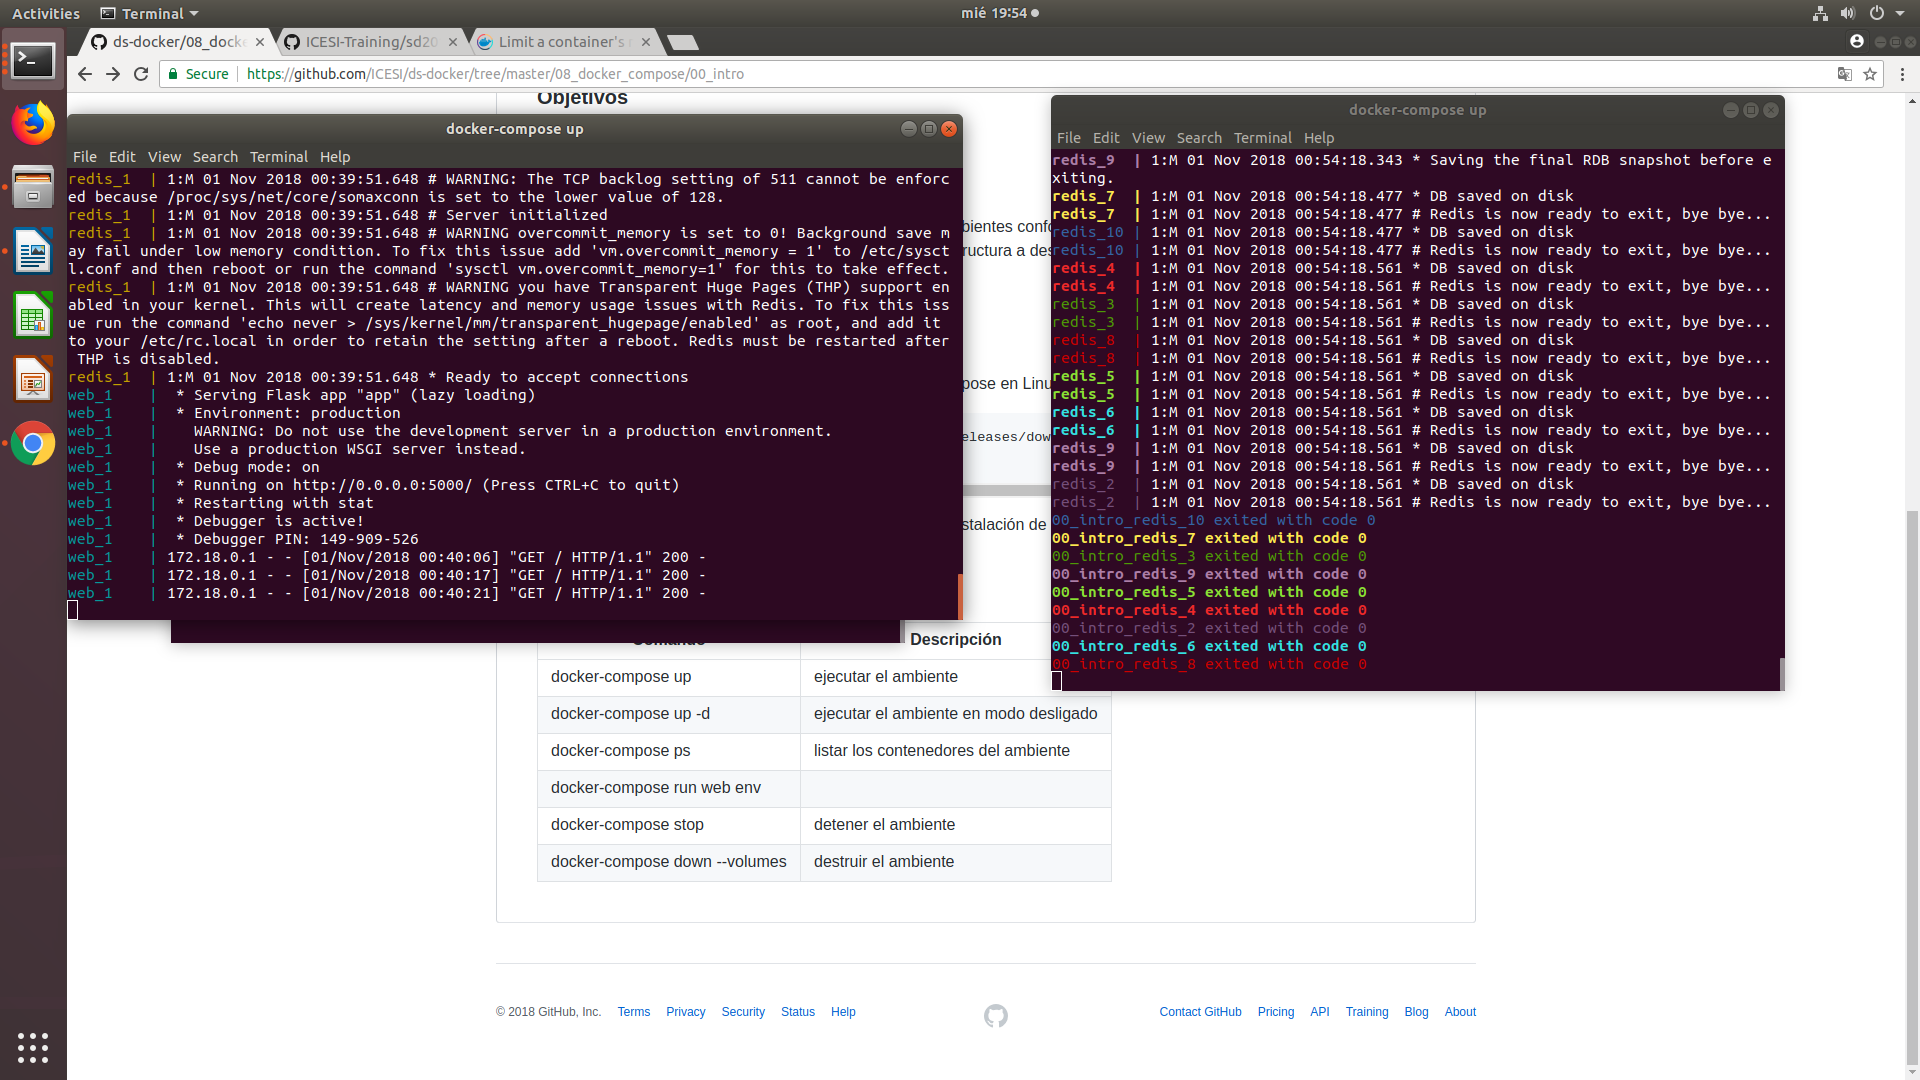 Activities
Terminal
mié 19:54
ds-docker/08_docke
ICESI-Training/sd20
Limit a container's
Secure
https://github.com/ICESI/ds-docker/tree/master/08_docker_compose/00_intro
Objetivos
docker-compose up
File Edit View Search Terminal Help
redis_1 | 1:M 01 Nov 2018 00:39:51.648 # WARNING: The TCP backlog setting of 511 cannot be enforc
ed because /proc/sys/net/core/somaxconn is set to the lower value of 128.
redis_1 | 1:M 01 Nov 2018 00:39:51.648 # Server initialized
redis_1 | 1:M 01 Nov 2018 00:39:51.648 # WARNING overcommit_memory is set to 0! Background save m
ay fail under low memory condition. To fix this issue add 'vm.overcommit_memory = 1' to /etc/sysct
l.conf and then reboot or run the command 'sysctl vm.overcommit_memory=1' for this to take effect.
redis_1 | 1:M 01 Nov 2018 00:39:51.648 # WARNING you have Transparent Huge Pages (THP) support en
abled in your kernel. This will create latency and memory usage issues with Redis. To fix this iss
ue run the command 'echo never > /sys/kernel/mm/transparent_hugepage/enabled' as root, and add it
to your /etc/rc.local in order to retain the setting after a reboot. Redis must be restarted after
THP is disabled.
redis_1 | 1:M 01 Nov 2018 00:39:51.648 * Ready to accept connections
web_1 | * Serving Flask app "app" (lazy loading)
web_1 | * Environment: production
web_1 | WARNING: Do not use the development server in a production environment.
web_1 | Use a production WSGI server instead.
web_1 | * Debug mode: on
web_1 | * Running on http://0.0.0.0:5000/ (Press CTRL+C to quit)
web_1 | * Restarting with stat
web_1 | * Debugger is active!
web_1 | * Debugger PIN: 149-909-526
web_1 | 172.18.0.1 - - [01/Nov/2018 00:40:06] "GET / HTTP/1.1" 200 -
web_1 | 172.18.0.1 - - [01/Nov/2018 00:40:17] "GET / HTTP/1.1" 200 -
web_1 | 172.18.0.1 - - [01/Nov/2018 00:40:21] "GET / HTTP/1.1" 200 -
bientes confo
ructura a des
pose en Linu
eleases/dow
stalación de
docker-compose up
File Edit View Search Terminal Help
redis_9 | 1:M 01 Nov 2018 00:54:18.343 * Saving the final RDB snapshot before e
xiting.
redis_7 | 1:M 01 Nov 2018 00:54:18.477 * DB saved on disk
redis_7 | 1:M 01 Nov 2018 00:54:18.477 # Redis is now ready to exit, bye bye...
redis_10 | 1:M 01 Nov 2018 00:54:18.477 * DB saved on disk
redis_10 | 1:M 01 Nov 2018 00:54:18.477 # Redis is now ready to exit, bye bye...
redis_4 | 1:M 01 Nov 2018 00:54:18.561 * DB saved on disk
redis_4 | 1:M 01 Nov 2018 00:54:18.561 # Redis is now ready to exit, bye bye...
redis_3 | 1:M 01 Nov 2018 00:54:18.561 * DB saved on disk
redis_3 | 1:M 01 Nov 2018 00:54:18.561 # Redis is now ready to exit, bye bye...
redis_8 | 1:M 01 Nov 2018 00:54:18.561 * DB saved on disk
redis_8 | 1:M 01 Nov 2018 00:54:18.561 # Redis is now ready to exit, bye bye...
redis_5 | 1:M 01 Nov 2018 00:54:18.561 * DB saved on disk
redis_5 | 1:M 01 Nov 2018 00:54:18.561 # Redis is now ready to exit, bye bye...
redis_6 | 1:M 01 Nov 2018 00:54:18.561 * DB saved on disk
redis_6 | 1:M 01 Nov 2018 00:54:18.561 # Redis is now ready to exit, bye bye...
redis_9 | 1:M 01 Nov 2018 00:54:18.561 * DB saved on disk
redis_9 | 1:M 01 Nov 2018 00:54:18.561 # Redis is now ready to exit, bye bye...
redis_2 | 1:M 01 Nov 2018 00:54:18.561 * DB saved on disk
redis_2 | 1:M 01 Nov 2018 00:54:18.561 # Redis is now ready to exit, bye bye...
00_intro_redis_10 exited with code 0
00_intro_redis_7 exited with code 0
00_intro_redis_3 exited with code 0
00_intro_redis_9 exited with code 0
00_intro_redis_5 exited with code 0
00_intro_redis_4 exited with code 0
00_intro_redis_2 exited with code 0
00_intro_redis_6 exited with code 0
00_intro_redis_8 exited with code 0
Descripción
docker-compose up ejecutar el ambiente
docker-compose up -d ejecutar el ambiente en modo desligado
docker-compose ps listar los contenedores del ambiente
docker-compose run web env
docker-compose stop detener el ambiente
docker-compose down --volumes destruir el ambiente
© 2018 GitHub, Inc. Terms Privacy Security Status Help
Contact GitHub Pricing API Training Blog About